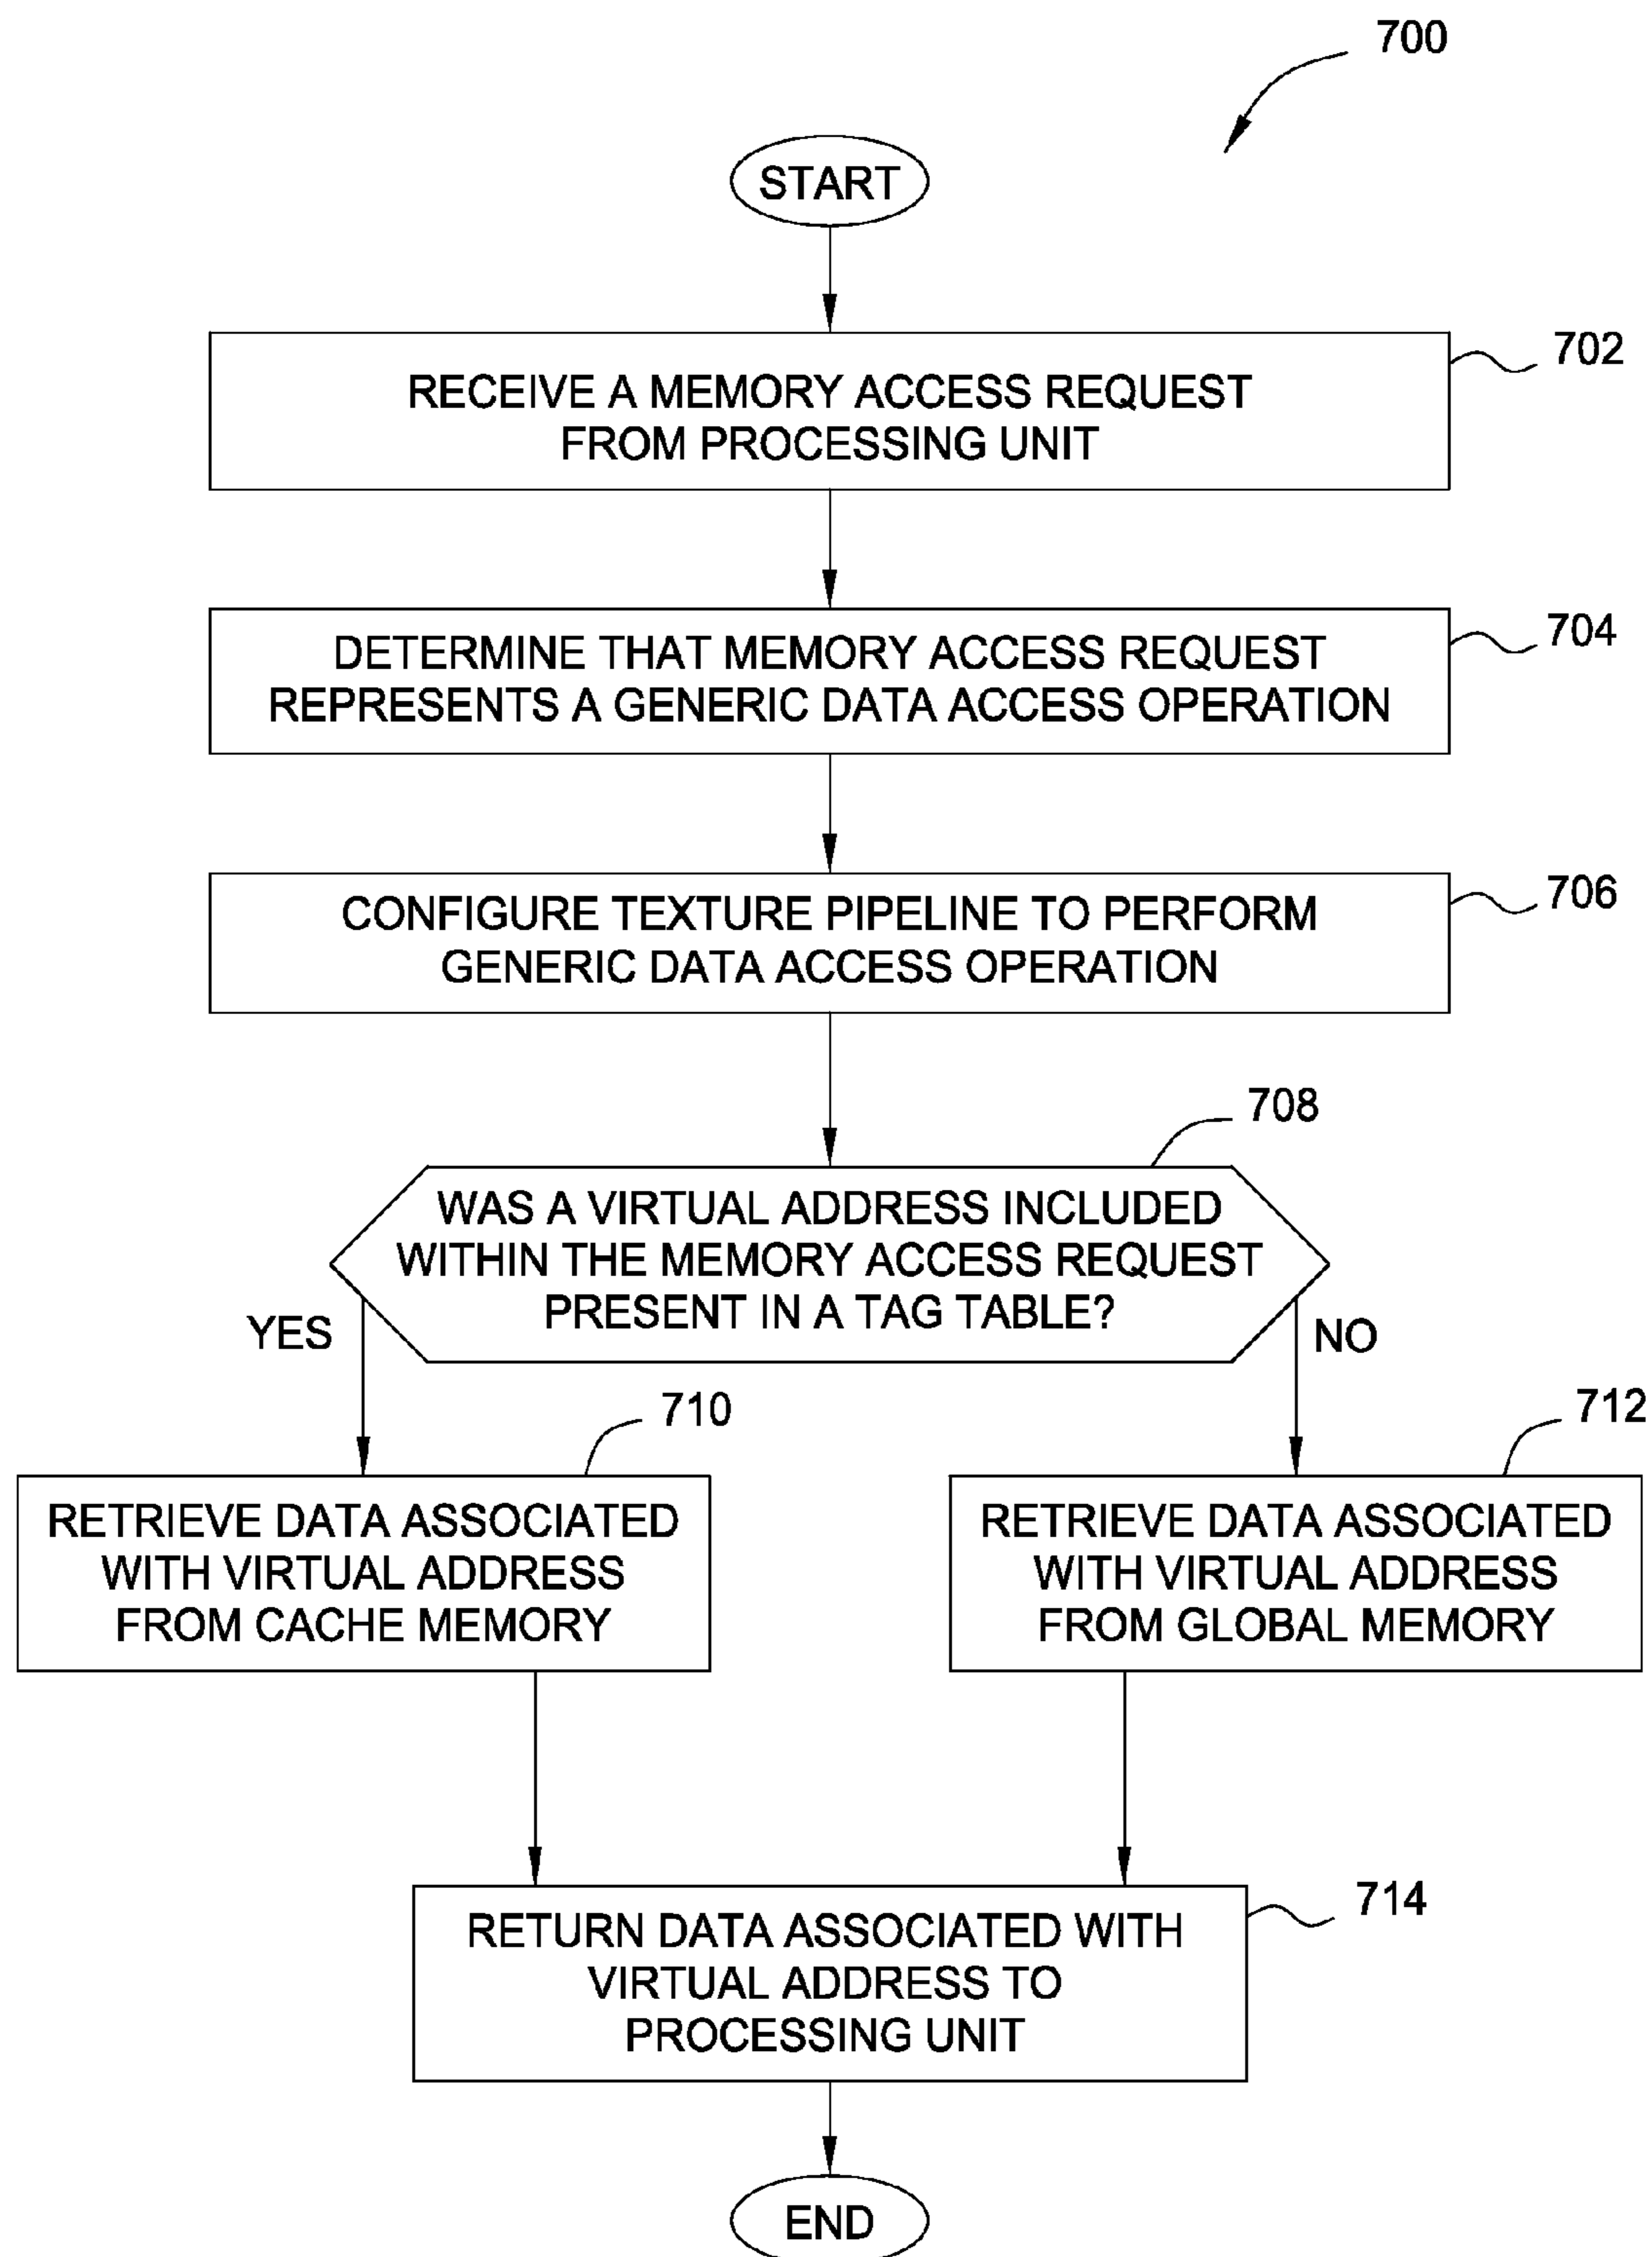 700
START
702
RECEIVE A MEMORY ACCESS REQUEST
FROM PROCESSING UNIT
704
DETERMINE THAT MEMORY ACCESS REQUEST
REPRESENTS A GENERIC DATA ACCESS OPERATION
706
CONFIGURE TEXTURE PIPELINE TO PERFORM
GENERIC DATA ACCESS OPERATION
708
WAS A VIRTUAL ADDRESS INCLUDED
WITHIN THE MEMORY ACCESS REQUEST
PRESENT IN A TAG TABLE?
YES
NO
710
RETRIEVE DATA ASSOCIATED
WITH VIRTUAL ADDRESS
FROM CACHE MEMORY
712
RETRIEVE DATA ASSOCIATED
WITH VIRTUAL ADDRESS
FROM GLOBAL MEMORY
714
RETURN DATA ASSOCIATED WITH
VIRTUAL ADDRESS TO
PROCESSING UNIT
END